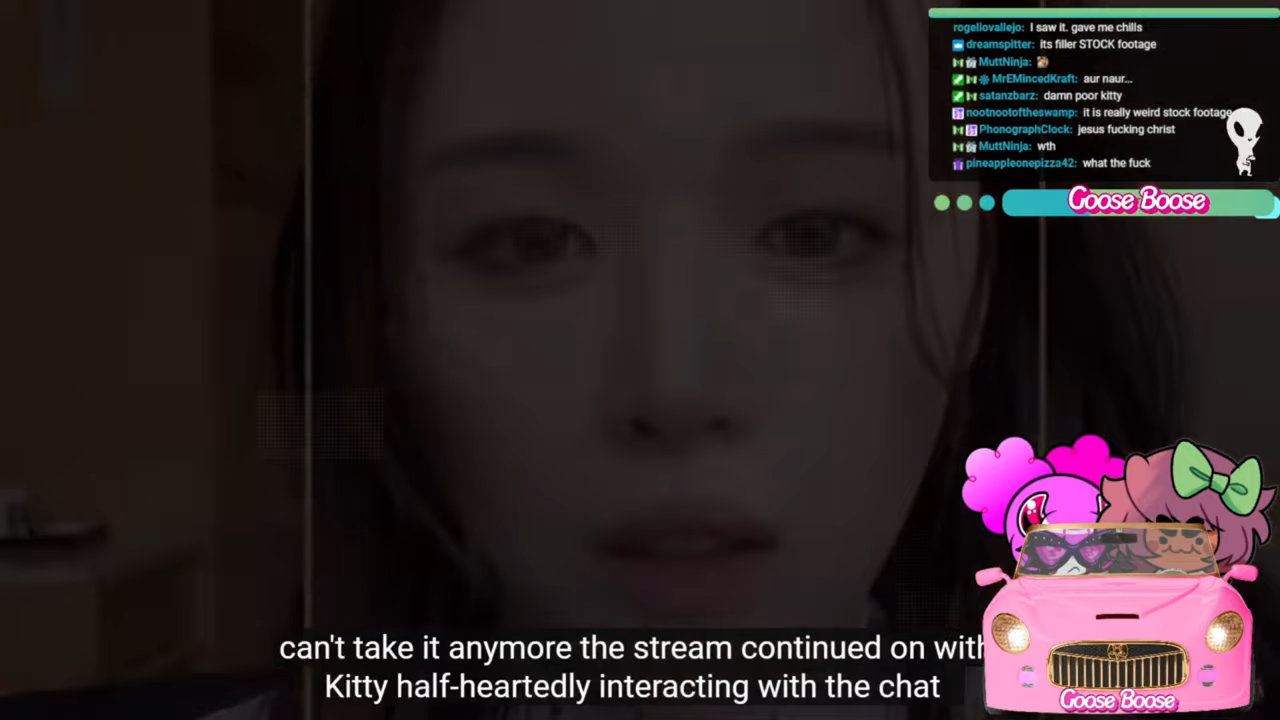 rogeliovallejo: I saw it. gave me chills
dreamspitter: its filler STOCK footage
MuttNinja:
MrEMincedKraft: aur naur...
satanzbarz: damn poor kitty
nootnootoftheswamp: it is really weird stock footage
PhonographClock: jesus fucking christ
MuttNinja: wth
pineappleonepizza42: what the fuck
Goose Boose
can't take it anymore the stream continued on with
Kitty half-heartedly interacting with the chat
Goose Boose